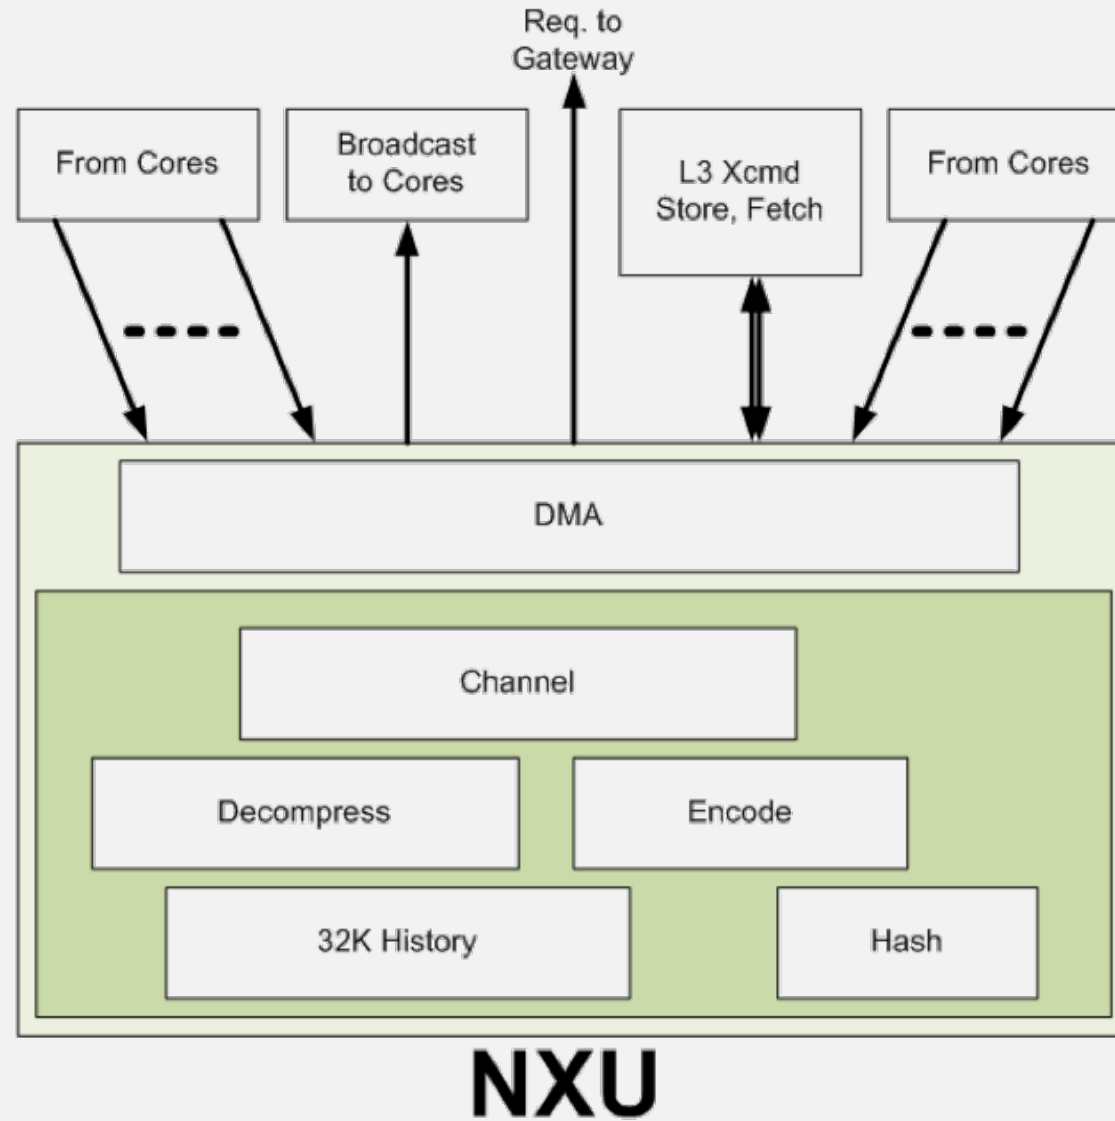 Req. to
Gateway
From Cores
Broadcast
to Cores
L3 Xcmd
Store, Fetch
From Cores
DMA
Channel
Decompress
Encode
32K History
Hash
NXU